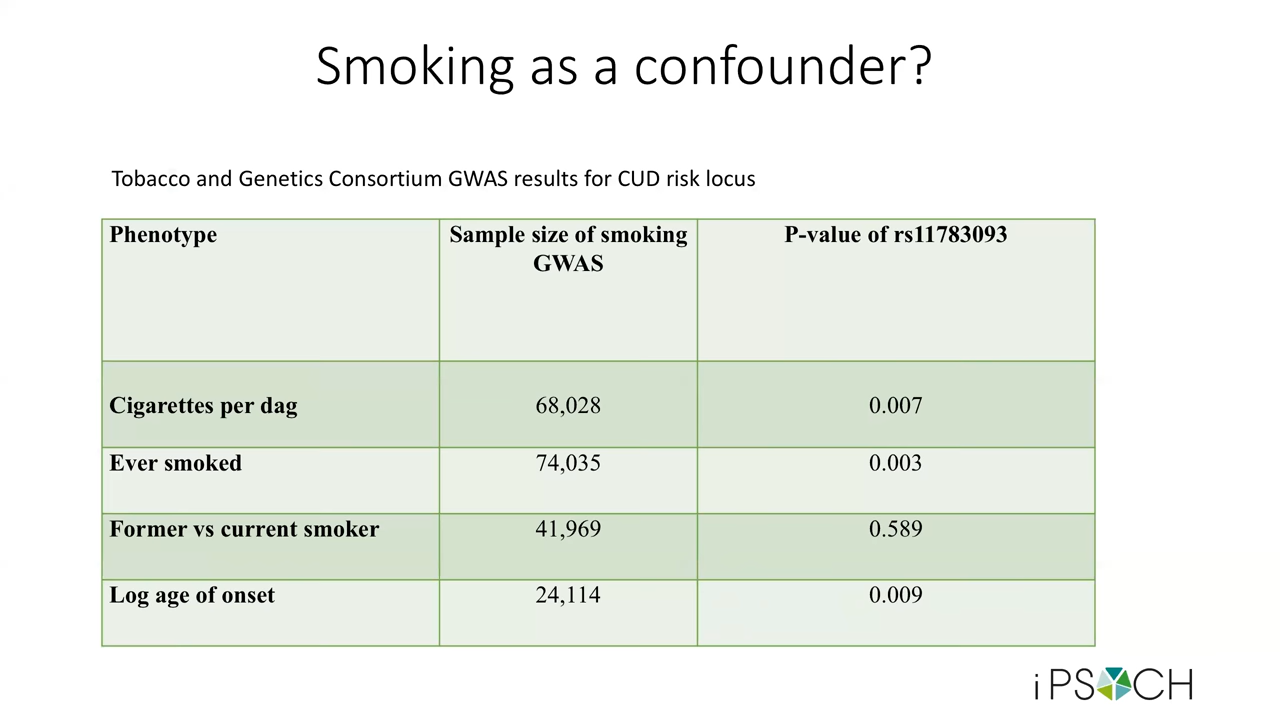 Smoking as a confounder?
Tobacco and Genetics Consortium GWAS results for CUD risk locus
Phenotype
Sample size of smoking
GWAS
P-value of rs11783093
Cigarettes per dag
68,028
0.007
Ever smoked
74,035
0.003
Former vs current smoker
41,969
0.589
Log age of onset
24,114
0.009
iPSYCH